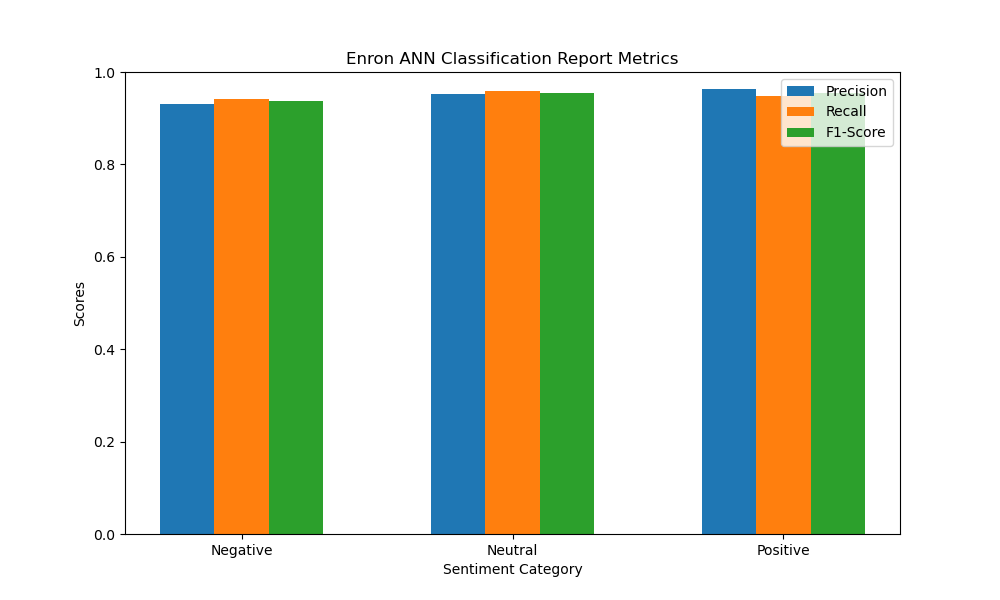 Enron ANN Classification Report Metrics
Precision
Recall
F1-Score
1.0
0.8
0.6
0.4
0.2
0.0
Scores
Negative Neutral Positive
Sentiment Category